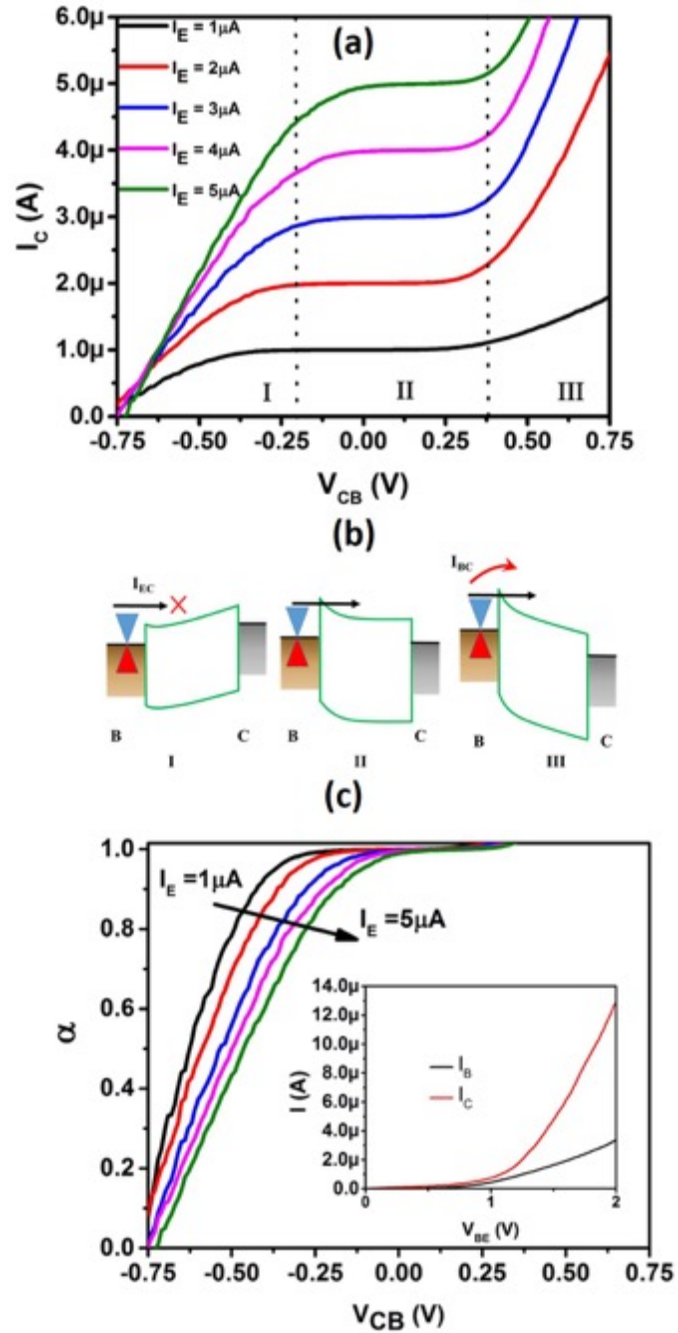 (a)
6.0μ
5.0μ
4.0μ
3.0μ
2.0μ
1.0μ
0.0
I_C (A)
I_E = 1μA
I_E = 2μA
I_E = 3μA
I_E = 4μA
I_E = 5μA
I II III
-0.75 -0.50 -0.25 0.00 0.25 0.50 0.75
V_CB (V)
(b)
I_EC
I_BC
B C B C B C
I II III
(c)
1.0
0.8
0.6
0.4
0.2
0.0
α
I_E =1μA
I_E =5μA
14.0μ
12.0μ
10.0μ
8.0μ
6.0μ
4.0μ
2.0μ
0.0
I (A)
I_B
I_C
0 1 2
V_BE (V)
-0.75 -0.50 -0.25 0.00 0.25 0.50 0.75
V_CB (V)